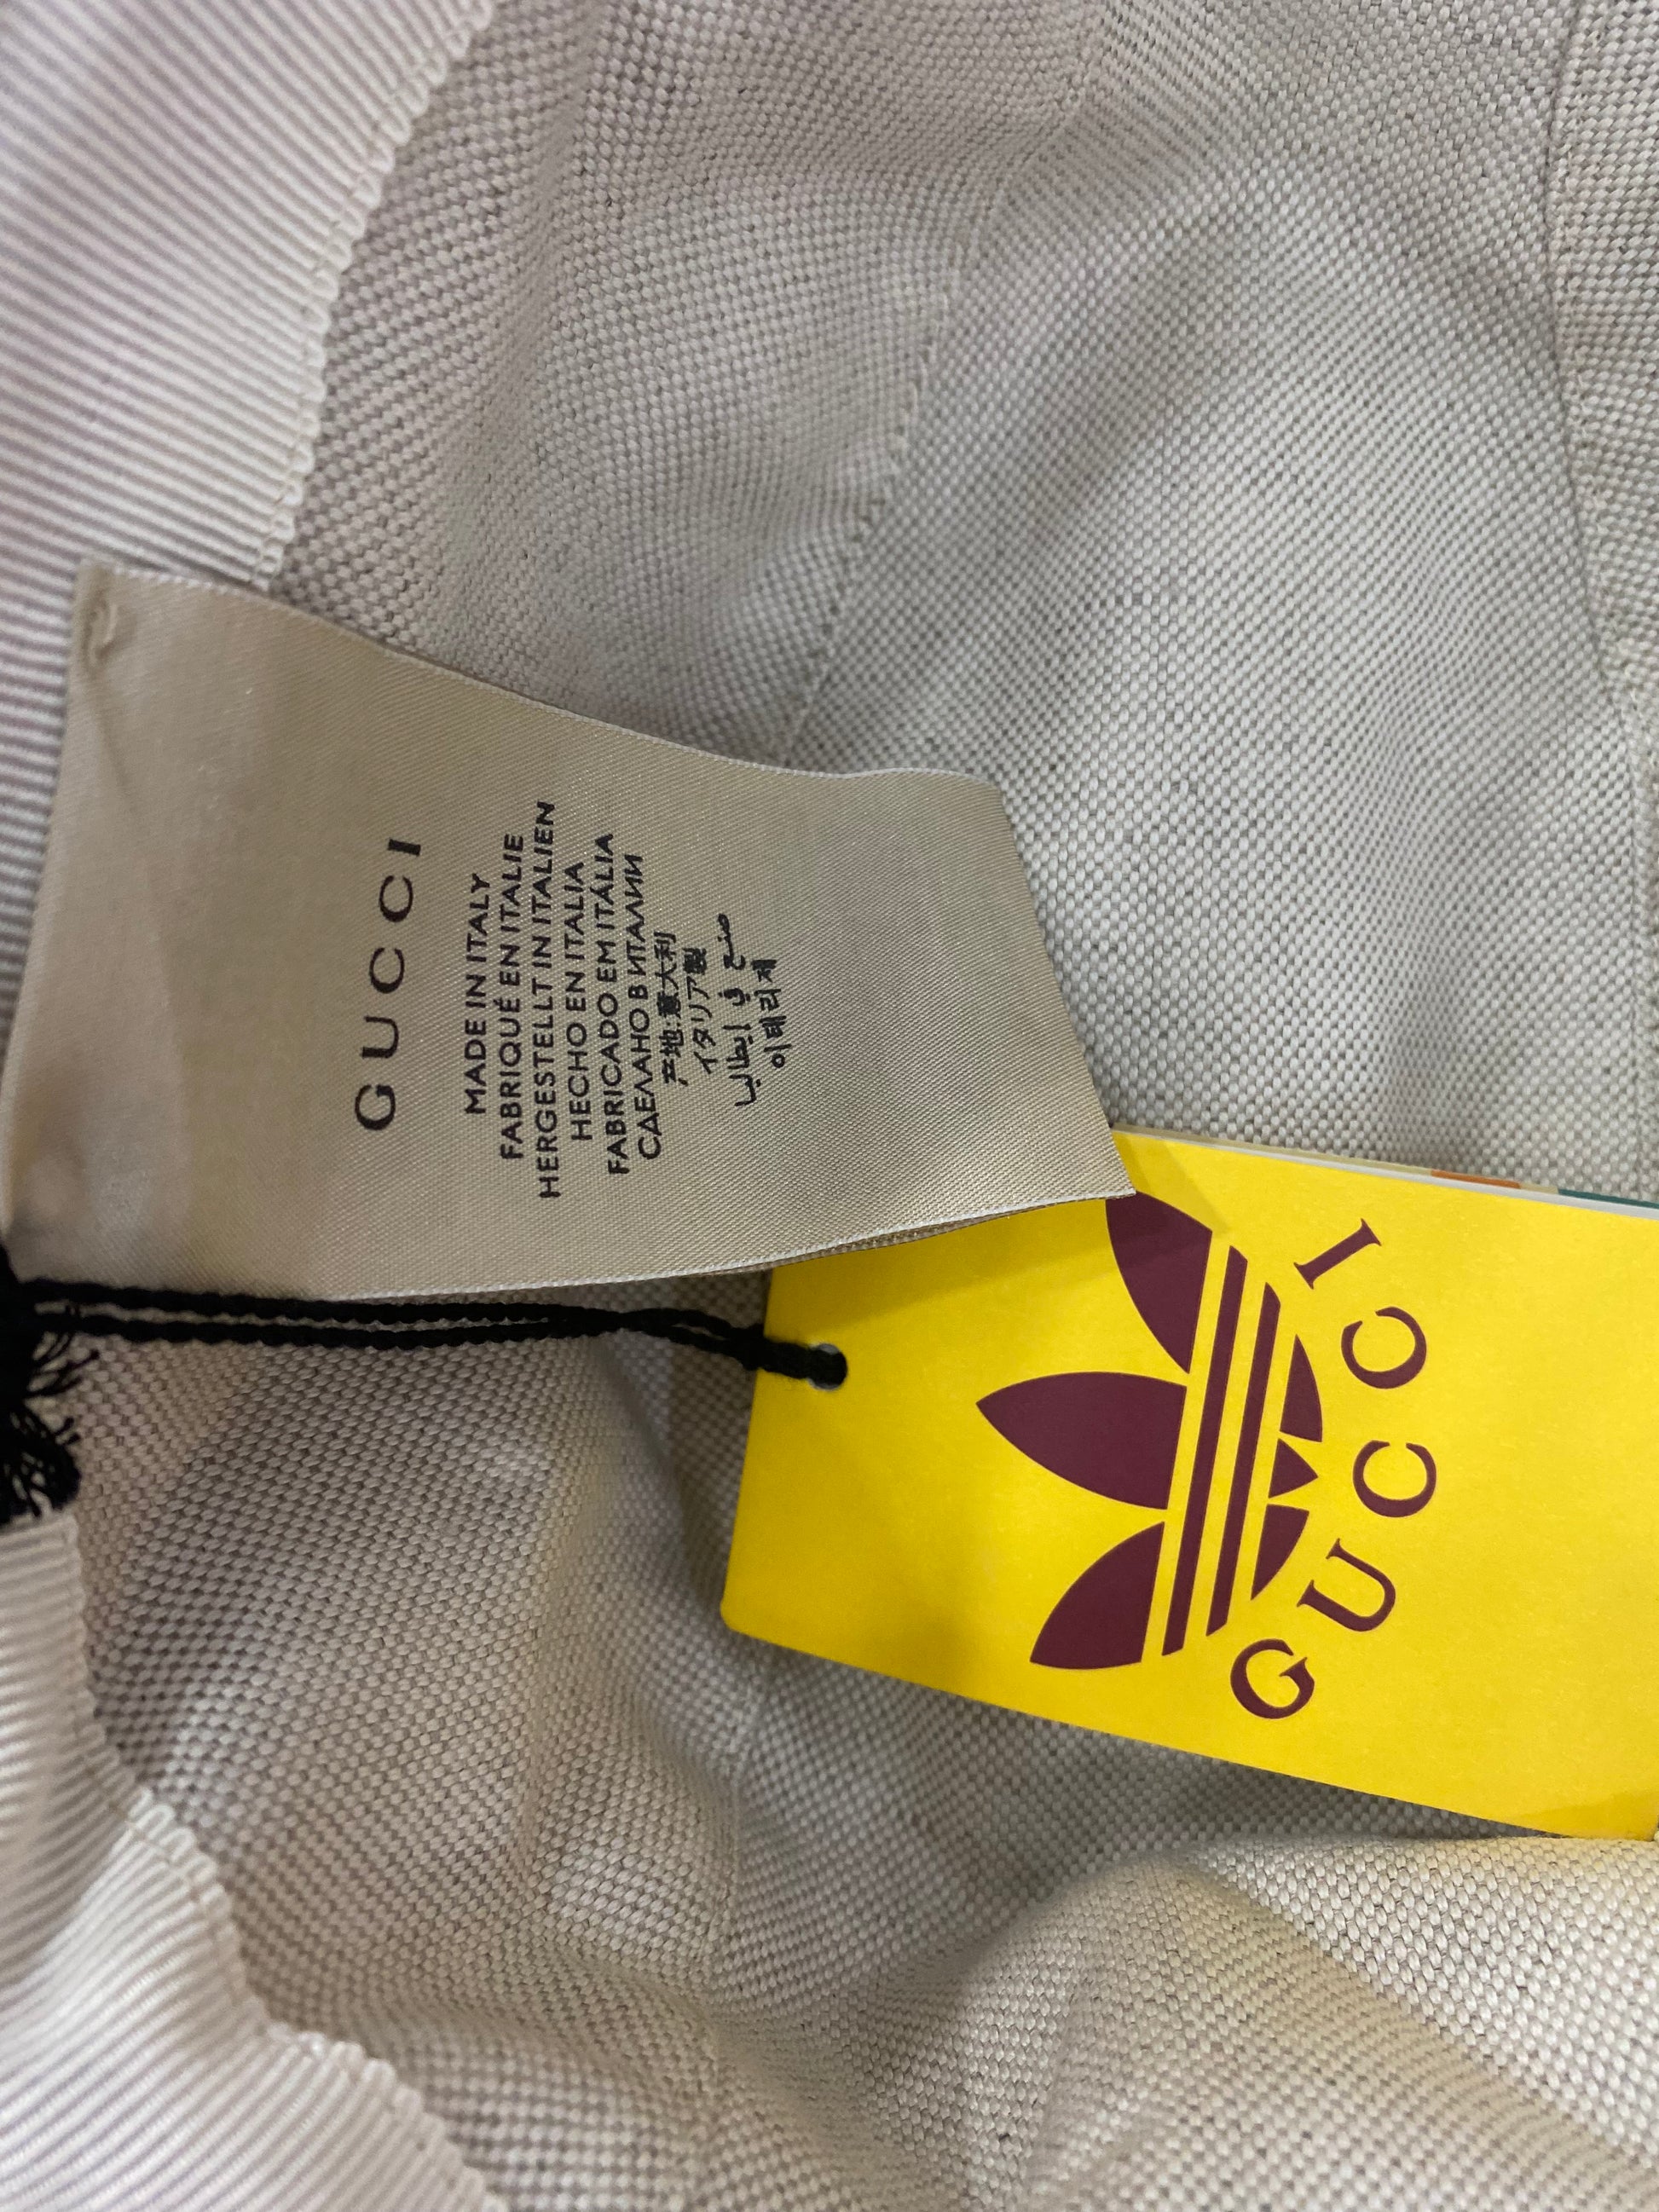 GUCCI
MADE IN ITALY
FABRIQUÉ EN ITALIE
HERGESTELLT IN ITALIEN
HECHO EN ITALIA
FABRICADO EM ITÁLIA
СДЕЛАНО В ИТАЛИИ
产地:意大利
イタリア製
صنع في إيطاليا
이태리제
GUCCI